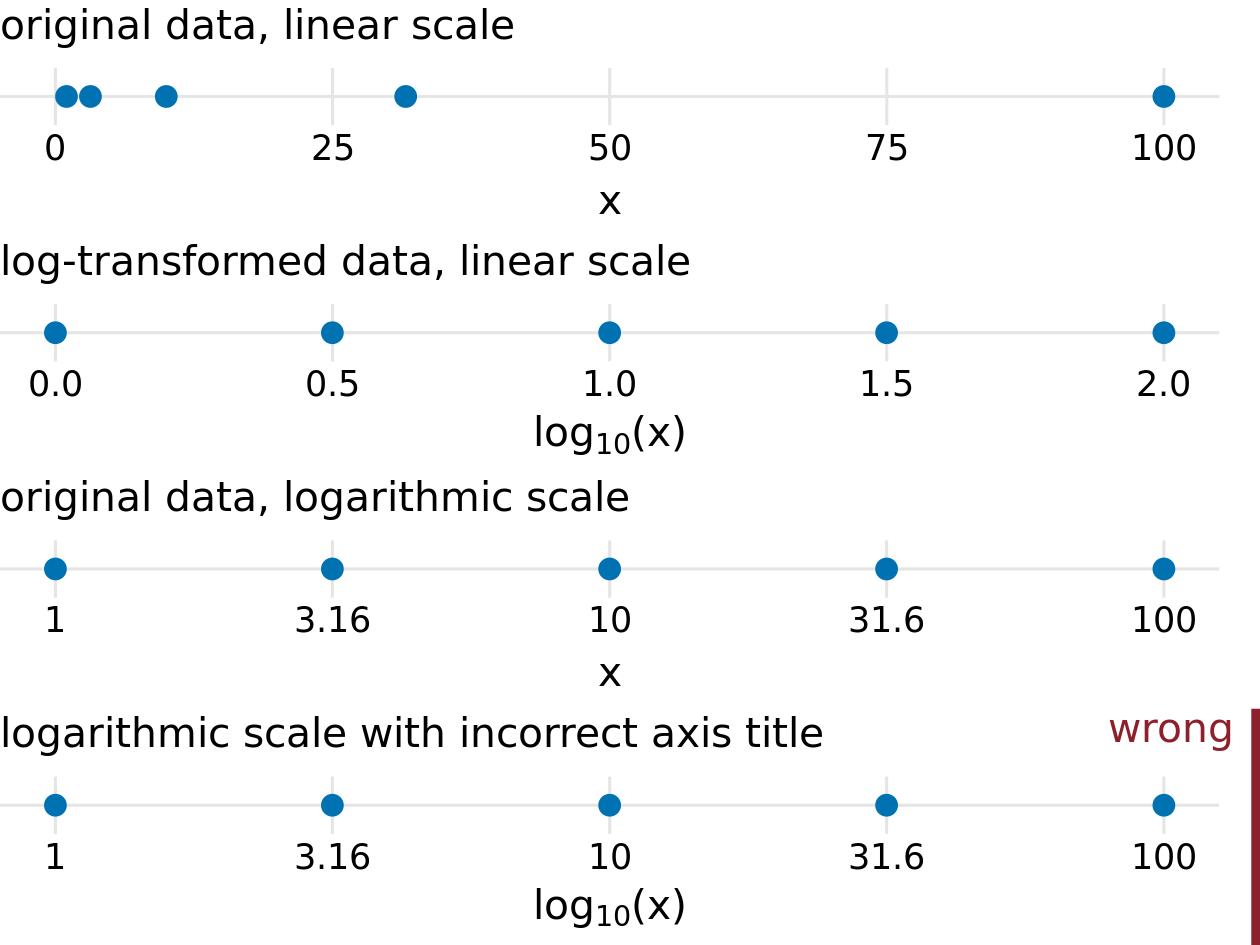 original data, linear scale
0 25 50 75 100
x
log-transformed data, linear scale
0.0 0.5 1.0 1.5 2.0
log₁₀(x)
original data, logarithmic scale
1 3.16 10 31.6 100
x
logarithmic scale with incorrect axis title wrong
1 3.16 10 31.6 100
log₁₀(x)